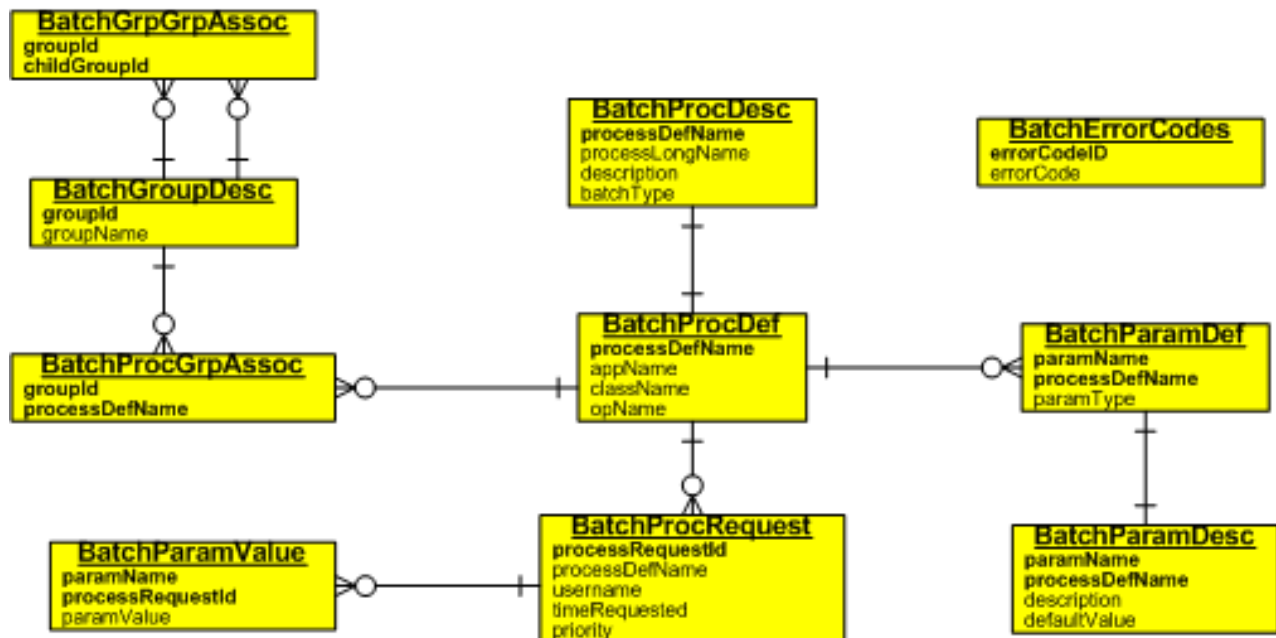 BatchGrpGrpAssoc
groupId
childGroupId
BatchProcDesc
processDefName
processLongName
description
batchType
BatchErrorCodes
errorCodeID
errorCode
BatchGroupDesc
groupId
groupName
BatchProcDef
processDefName
appName
className
opName
BatchParamDef
paramName
processDefName
paramType
BatchProcGrpAssoc
groupId
processDefName
BatchProcRequest
processRequestId
processDefName
username
timeRequested
priority
BatchParamDesc
paramName
processDefName
description
defaultValue
BatchParamValue
paramName
processRequestId
paramValue